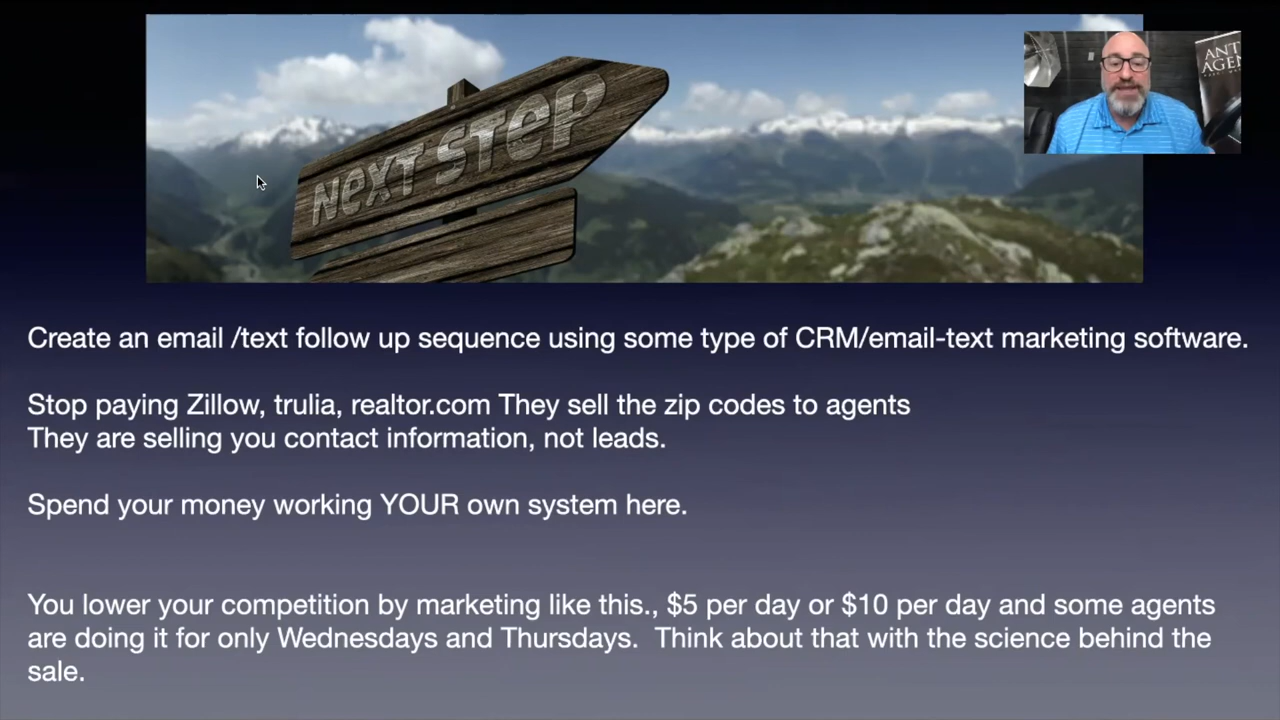 NEXT STEP
ANT
AGEN
Create an email /text follow up sequence using some type of CRM/email-text marketing software.
Stop paying Zillow, trulia, realtor.com They sell the zip codes to agents
They are selling you contact information, not leads.
Spend your money working YOUR own system here.
You lower your competition by marketing like this., $5 per day or $10 per day and some agents
are doing it for only Wednesdays and Thursdays.  Think about that with the science behind the
sale.